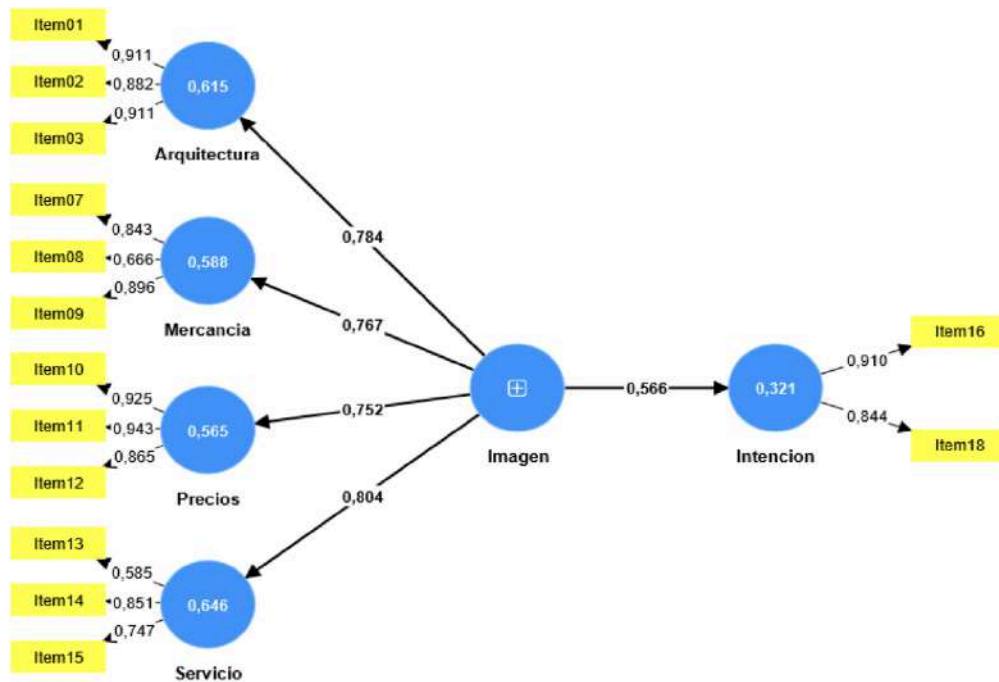 Item01
0,911
Item02
0,882
Item03
0,911
0,615
Arquitectura
0,784
Item07
0,843
Item08
0,666
Item09
0,896
0,588
Mercancia
0,767
Item10
0,925
Item11
0,943
Item12
0,865
0,565
Precios
0,752
Item13
0,585
Item14
0,851
Item15
0,747
0,646
Servicio
0,804
Imagen
0,566
0,321
Intencion
Item16
0,910
0,844
Item18